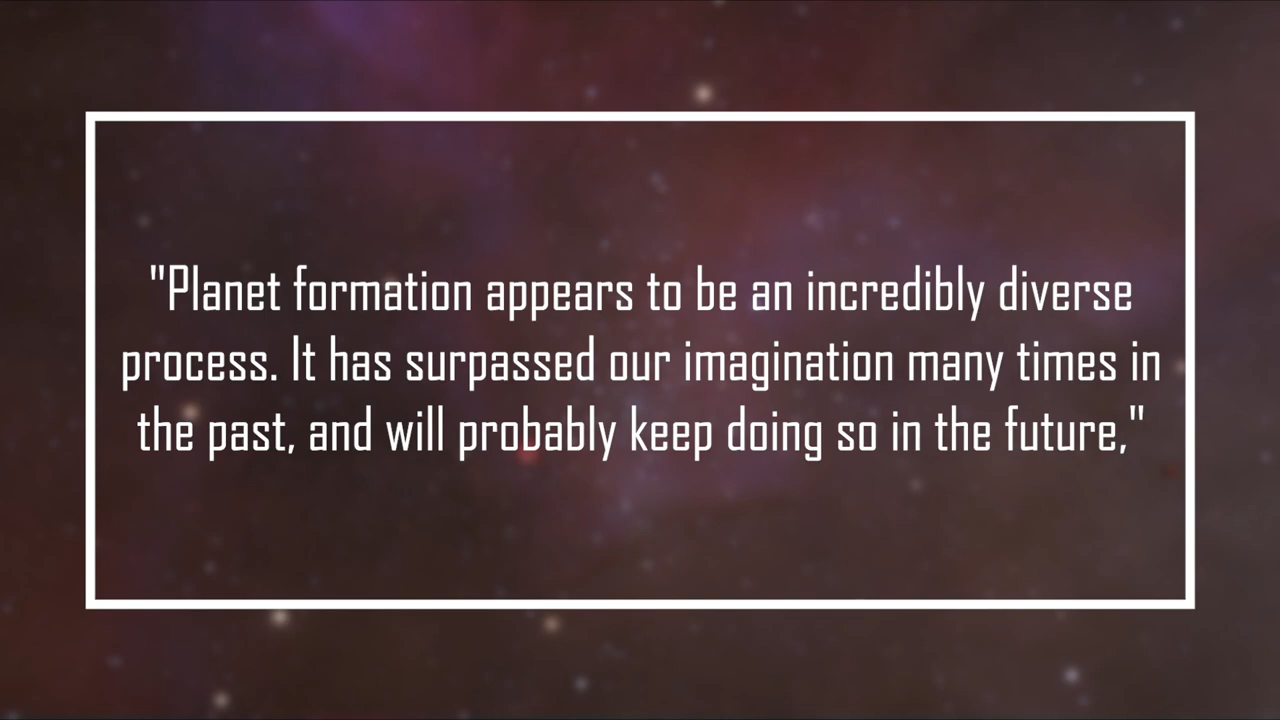 "Planet formation appears to be an incredibly diverse
process. It has surpassed our imagination many times in
the past, and will probably keep doing so in the future,"